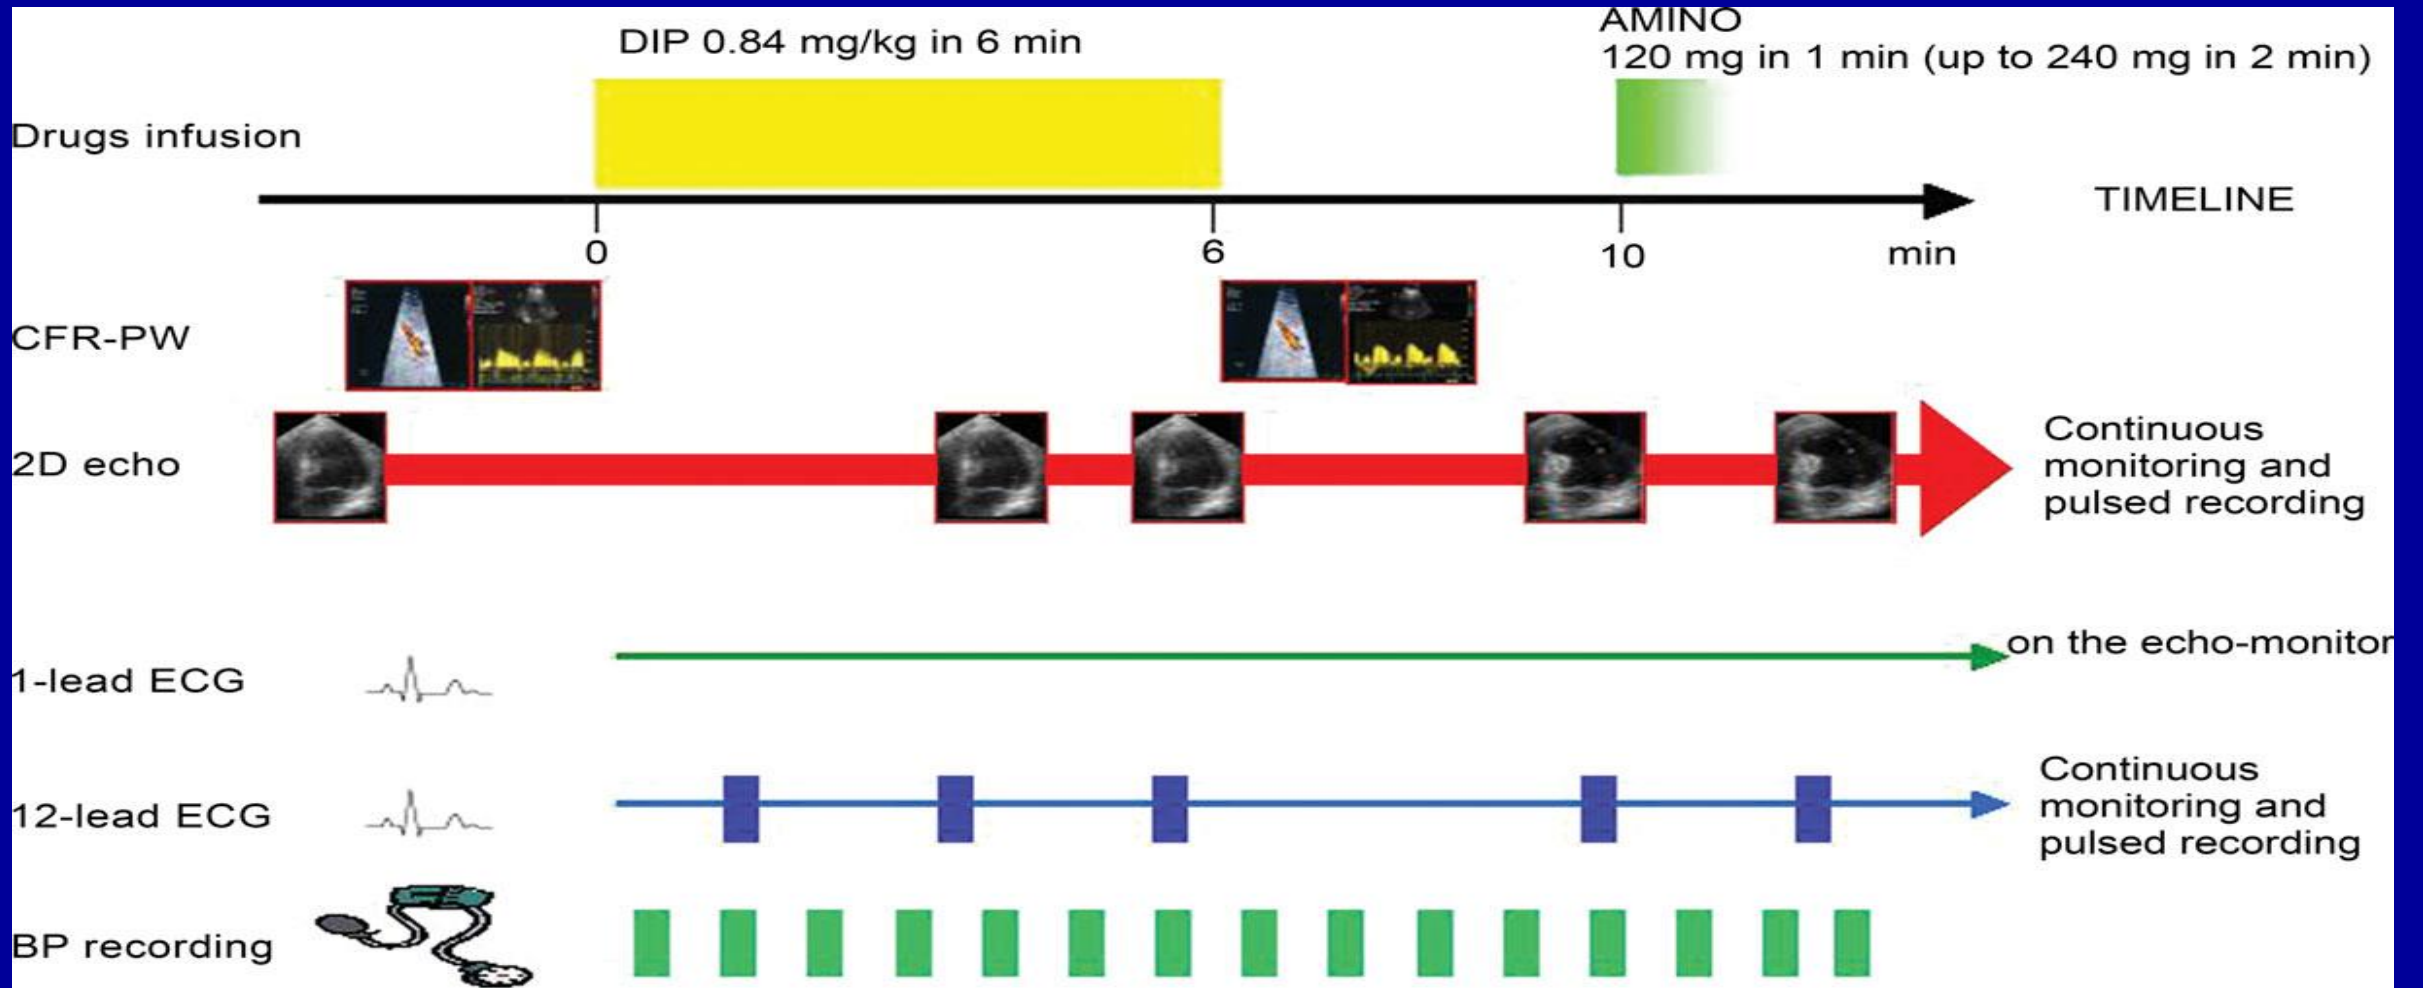 DIP 0.84 mg/kg in 6 min
AMINO
120 mg in 1 min (up to 240 mg in 2 min)
Drugs infusion
TIMELINE
0
6
10
min
CFR-PW
2D echo
Continuous
monitoring and
pulsed recording
1-lead ECG
on the echo-monitor
12-lead ECG
Continuous
monitoring and
pulsed recording
BP recording